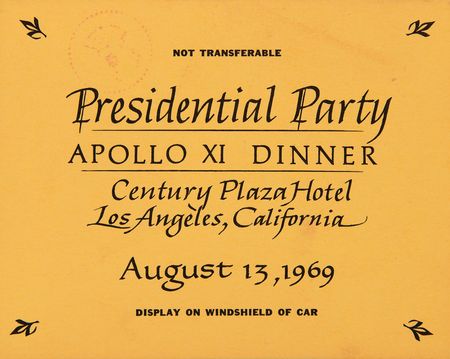 NOT TRANSFERABLE
Presidential Party
APOLLO XI DINNER
Century Plaza Hotel
Los Angeles, California
August 13, 1969
DISPLAY ON WINDSHIELD OF CAR